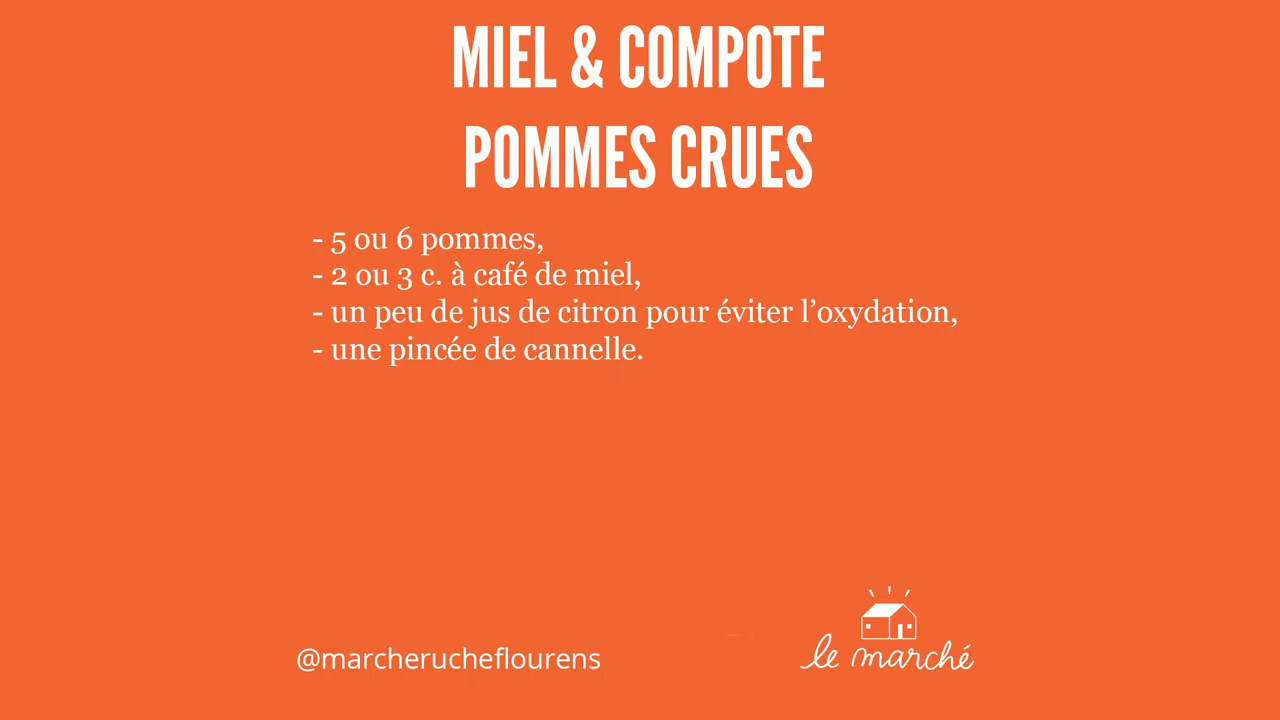 MIEL & COMPOTE
POMMES CRUES
- 5 ou 6 pommes,
- 2 ou 3 c. à café de miel,
- un peu de jus de citron pour éviter l’oxydation,
- une pincée de cannelle.
@marcherucheflourens
le marché